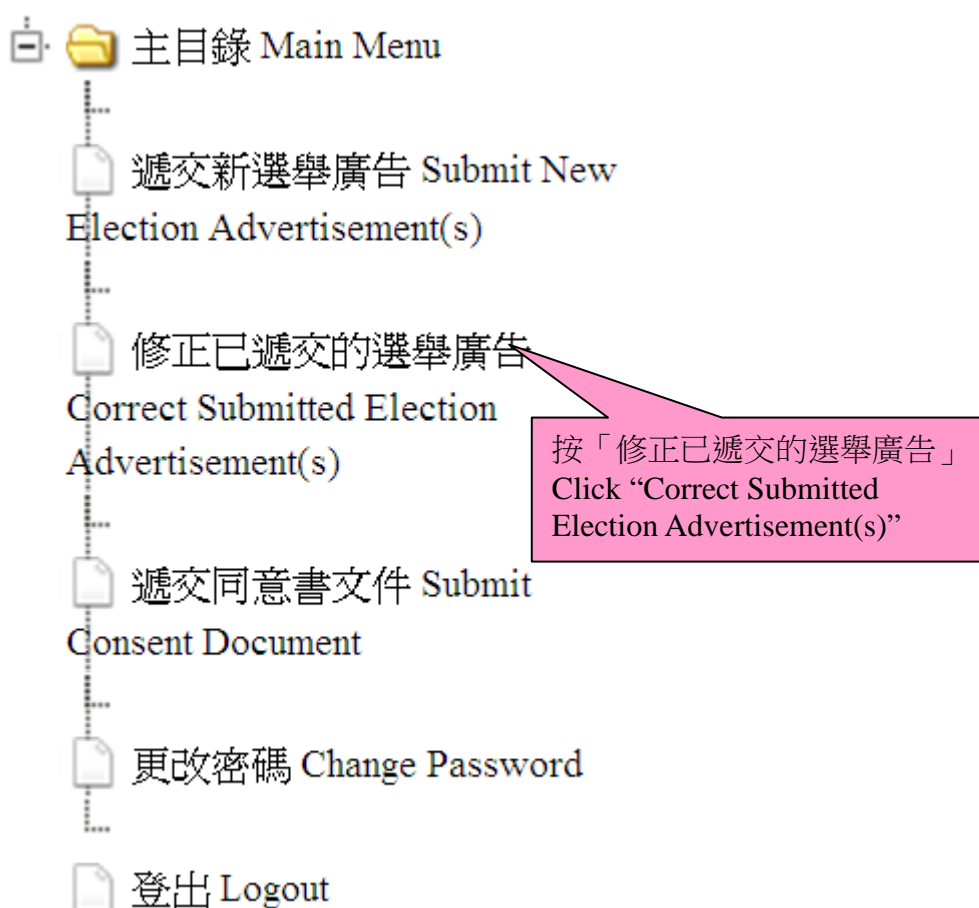 主目錄 Main Menu
遞交新選舉廣告 Submit New
Election Advertisement(s)
修正已遞交的選舉廣告
Correct Submitted Election
Advertisement(s)
按「修正已遞交的選舉廣告」
Click “Correct Submitted
Election Advertisement(s)”
遞交同意書文件 Submit
Consent Document
更改密碼 Change Password
登出 Logout